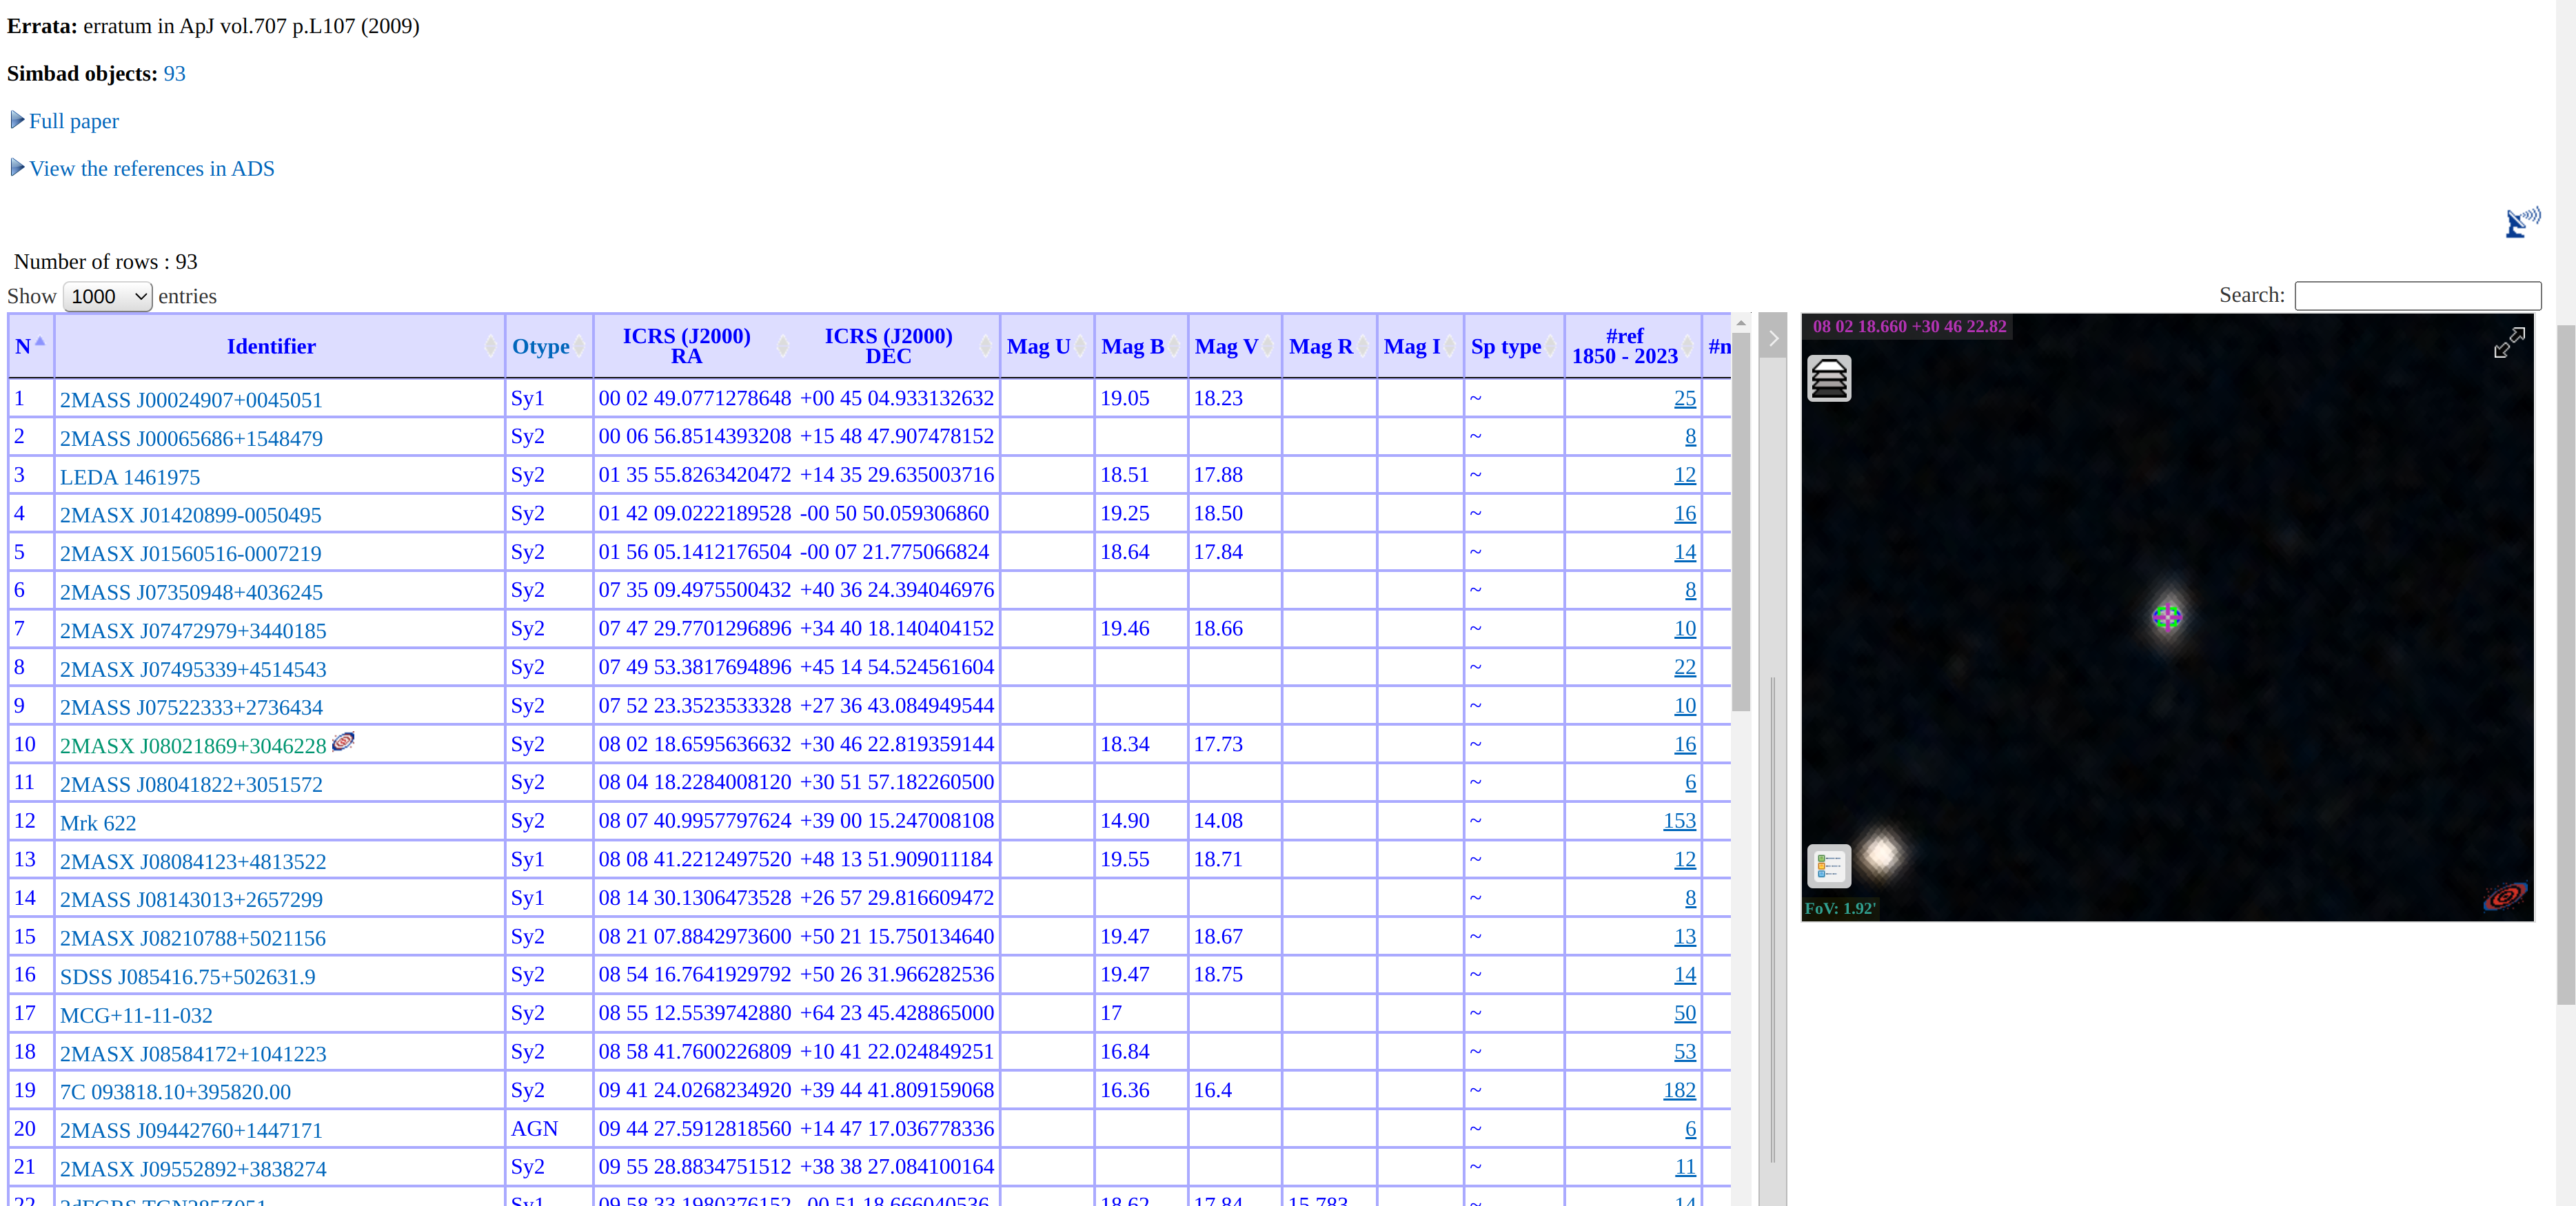 Errata: erratum in ApJ vol.707 p.L107 (2009)
Simbad objects: 93
Full paper
View the references in ADS
Number of rows : 93
Show 1000 entries
Search:
N Identifier Otype ICRS (J2000) RA ICRS (J2000) DEC Mag U Mag B Mag V Mag R Mag I Sp type #ref 1850 - 2023 #n
1 2MASS J00024907+0045051 Sy1 00 02 49.0771278648 +00 45 04.933132632 19.05 18.23 ~ 25
2 2MASS J00065686+1548479 Sy2 00 06 56.8514393208 +15 48 47.907478152 ~ 8
3 LEDA 1461975 Sy2 01 35 55.8263420472 +14 35 29.635003716 18.51 17.88 ~ 12
4 2MASX J01420899-0050495 Sy2 01 42 09.0222189528 -00 50 50.059306860 19.25 18.50 ~ 16
5 2MASX J01560516-0007219 Sy2 01 56 05.1412176504 -00 07 21.775066824 18.64 17.84 ~ 14
6 2MASS J07350948+4036245 Sy2 07 35 09.4975500432 +40 36 24.394046976 ~ 8
7 2MASX J07472979+3440185 Sy2 07 47 29.7701296896 +34 40 18.140404152 19.46 18.66 ~ 10
8 2MASX J07495339+4514543 Sy2 07 49 53.3817694896 +45 14 54.524561604 ~ 22
9 2MASS J07522333+2736434 Sy2 07 52 23.3523533328 +27 36 43.084949544 ~ 10
10 2MASX J08021869+3046228 Sy2 08 02 18.6595636632 +30 46 22.819359144 18.34 17.73 ~ 16
11 2MASS J08041822+3051572 Sy2 08 04 18.2284008120 +30 51 57.182260500 ~ 6
12 Mrk 622 Sy2 08 07 40.9957797624 +39 00 15.247008108 14.90 14.08 ~ 153
13 2MASX J08084123+4813522 Sy1 08 08 41.2212497520 +48 13 51.909011184 19.55 18.71 ~ 12
14 2MASS J08143013+2657299 Sy1 08 14 30.1306473528 +26 57 29.816609472 ~ 8
15 2MASX J08210788+5021156 Sy2 08 21 07.8842973600 +50 21 15.750134640 19.47 18.67 ~ 13
16 SDSS J085416.75+502631.9 Sy2 08 54 16.7641929792 +50 26 31.966282536 19.47 18.75 ~ 14
17 MCG+11-11-032 Sy2 08 55 12.5539742880 +64 23 45.428865000 17 ~ 50
18 2MASX J08584172+1041223 Sy2 08 58 41.7600226809 +10 41 22.024849251 16.84 ~ 53
19 7C 093818.10+395820.00 Sy2 09 41 24.0268234920 +39 44 41.809159068 16.36 16.4 ~ 182
20 2MASS J09442760+1447171 AGN 09 44 27.5912818560 +14 47 17.036778336 ~ 6
21 2MASX J09552892+3838274 Sy2 09 55 28.8834751512 +38 38 27.084100164 ~ 11
22 2dFGRS TGN285Z051 Sy1 09 58 33.1980376152 -00 51 18.666040536 18.62 17.84 15.783 ~ 14
08 02 18.660 +30 46 22.82
FoV: 1.92'